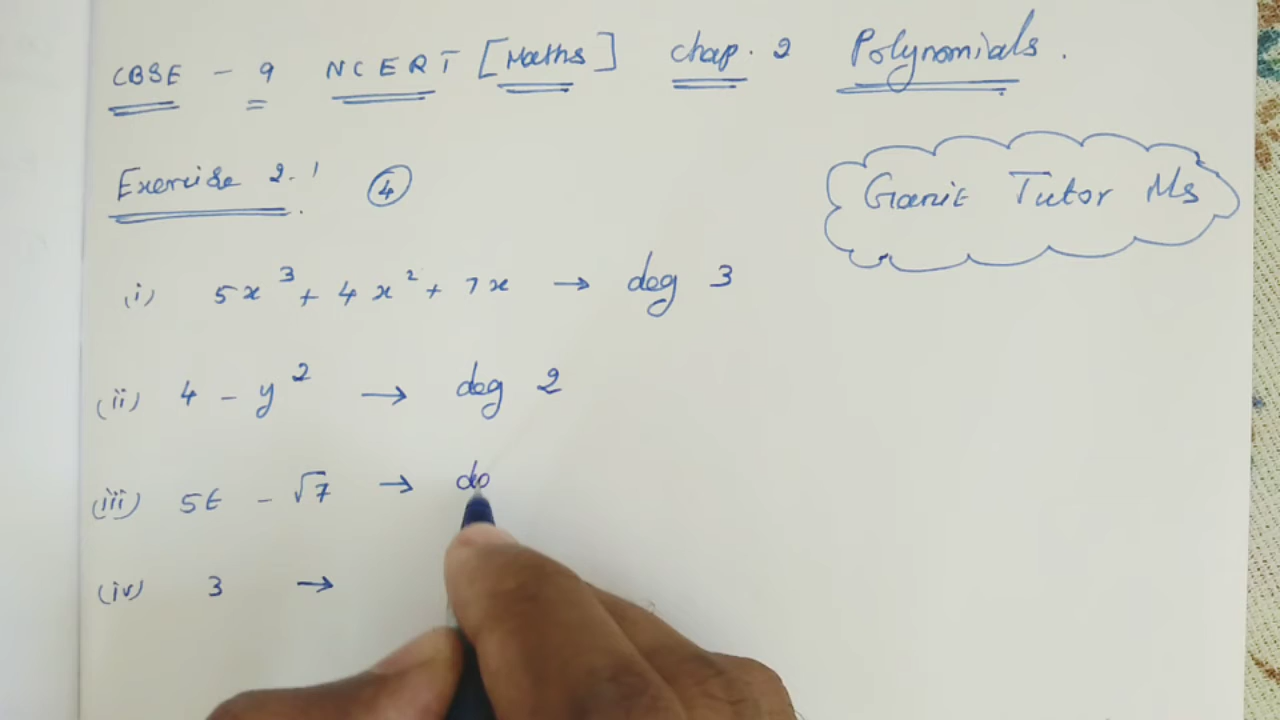 CBSE - 9 NCERT [Maths] chap. 2 Polynomials.
Exercise 2.1 ④
Ganit Tutor Ms
(i) 5x³ + 4x² + 7x → deg 3
(ii) 4 - y² → deg 2
(iii) 5t - √7 → de
(iv) 3 →